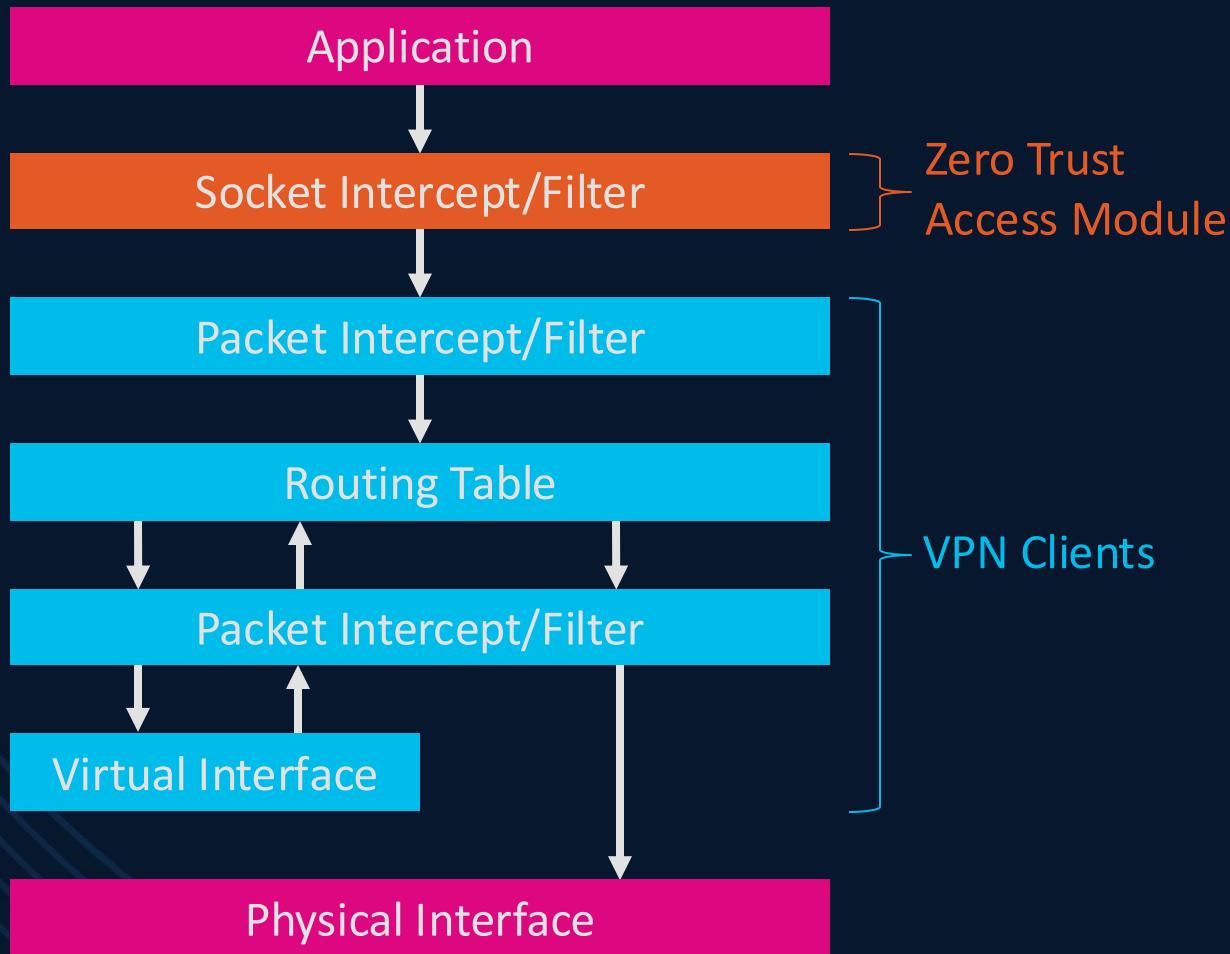 Application
Socket Intercept/Filter
Zero Trust
Access Module
Packet Intercept/Filter
Routing Table
VPN Clients
Packet Intercept/Filter
Virtual Interface
Physical Interface